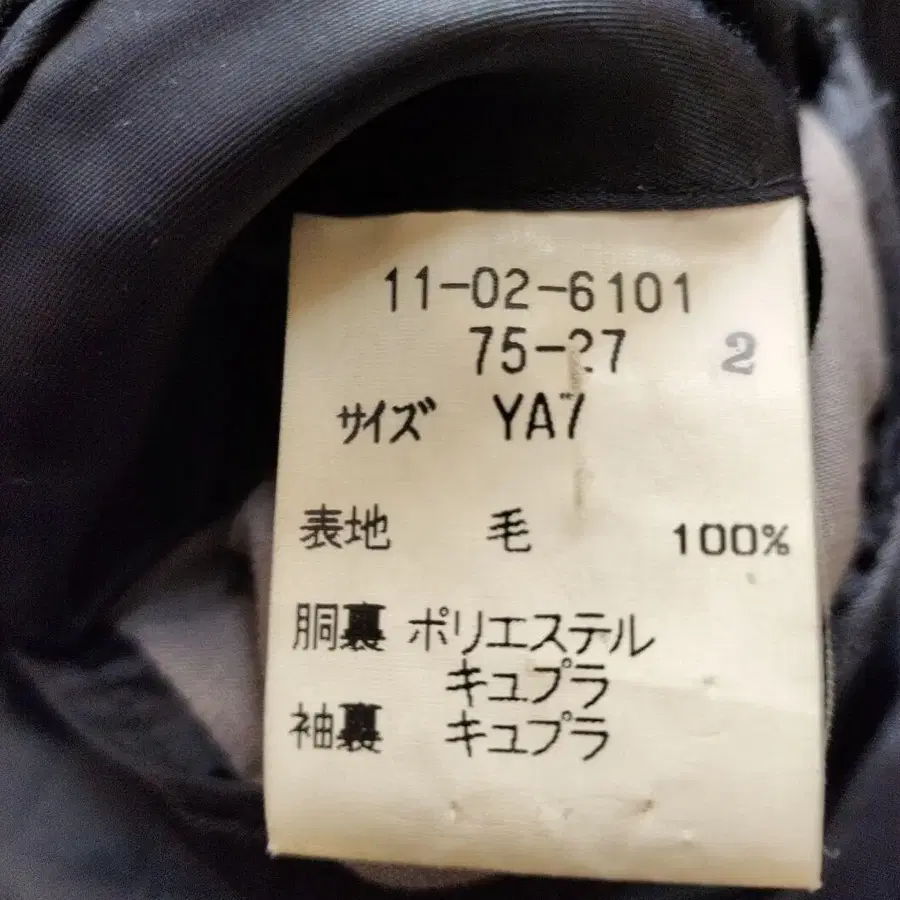 11-02-6101
75-27 2
サイズ YA7
表地 毛 100%
胴裏 ポリエステル
キュプラ
袖裏 キュプラ